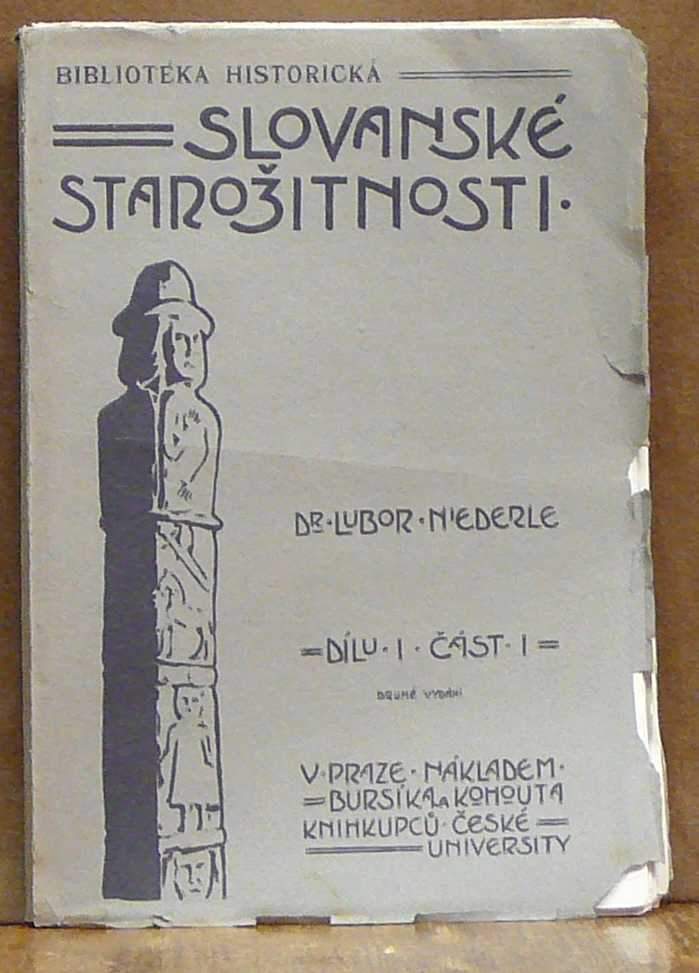 BIBLIOTÉKA HISTORICKÁ
SLOVANSKÉ
STAROŽITNOSTI·
DR·LUBOR·NIEDERLE
DÍLU·I·ČÁST·I
DRUHÉ VYDÁNÍ
V·PRAZE·NÁKLADEM·
BURSÍKA a KOHOUTA
KNIHKUPCŮ·ČESKÉ
UNIVERSITY